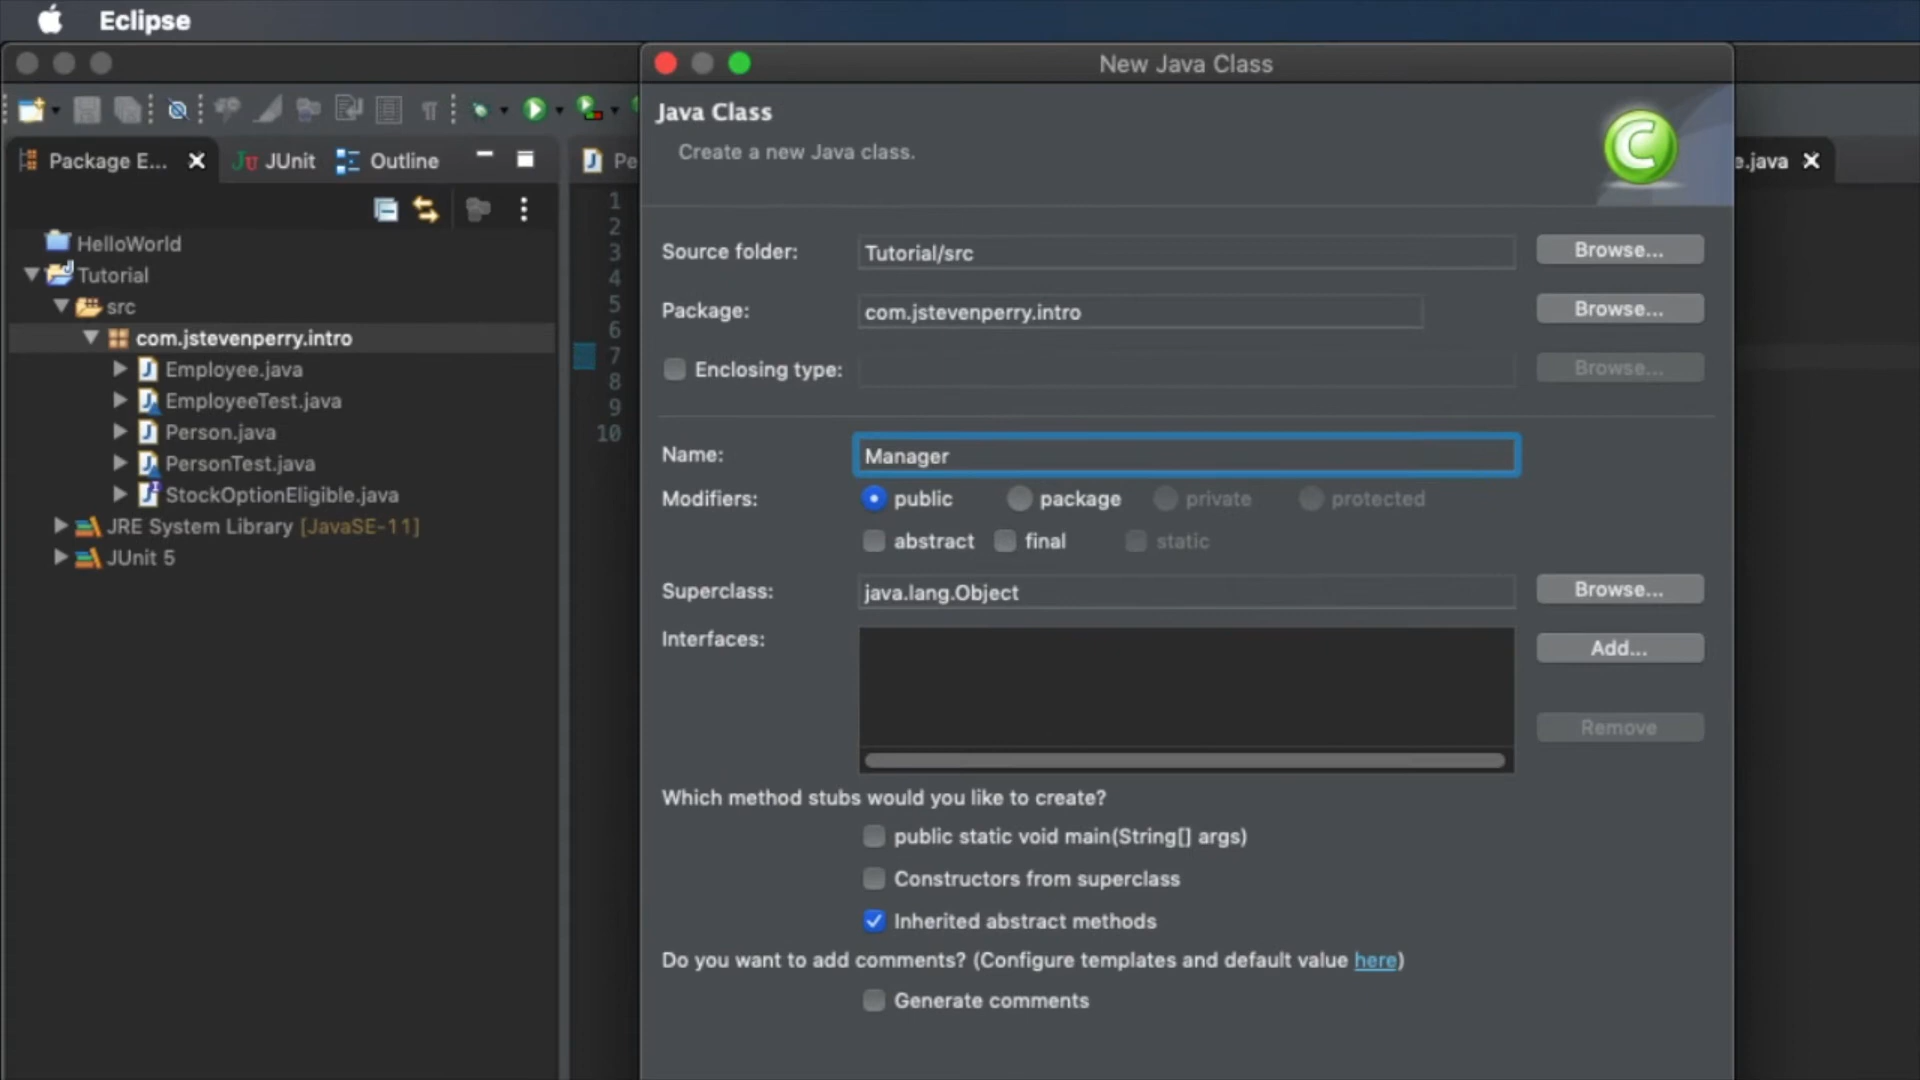 Eclipse
New Java Class
Java Class
Create a new Java class.
Package E...
JUnit
Outline
Pe
e.java
HelloWorld
Tutorial
src
com.jstevenperry.intro
Employee.java
EmployeeTest.java
Person.java
PersonTest.java
StockOptionEligible.java
JRE System Library [JavaSE-11]
JUnit 5
1
2
3
4
5
6
7
8
9
10
Source folder: Tutorial/src Browse...
Package: com.jstevenperry.intro Browse...
Enclosing type: Browse...
Name: Manager
Modifiers: public package private protected
abstract final static
Superclass: java.lang.Object Browse...
Interfaces: Add...
Remove
Which method stubs would you like to create?
public static void main(String[] args)
Constructors from superclass
Inherited abstract methods
Do you want to add comments? (Configure templates and default value here)
Generate comments